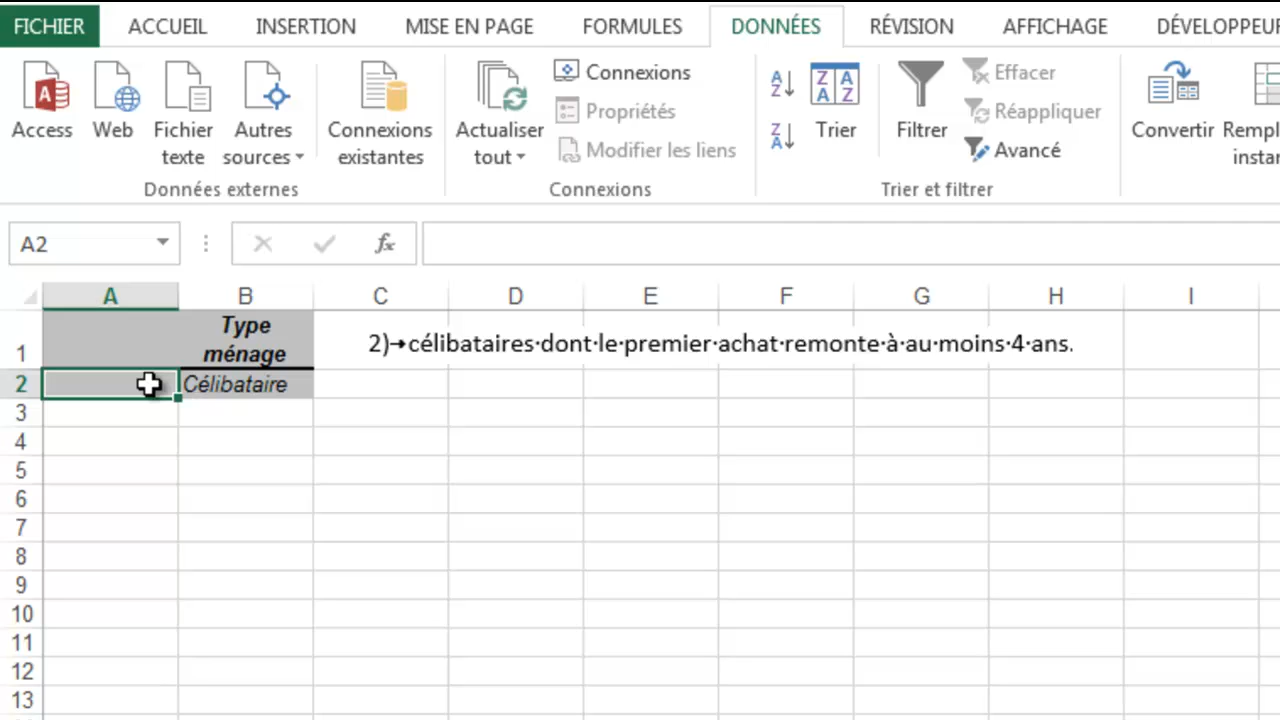 FICHIER ACCUEIL INSERTION MISE EN PAGE FORMULES DONNÉES RÉVISION AFFICHAGE DÉVELOPPEUR
Access Web Fichier texte Autres sources Connexions existantes Actualiser tout Connexions Propriétés Modifier les liens
A Z Z A Z A A Z Trier Filtrer Effacer Réappliquer Avancé Convertir Rempl instan
Données externes Connexions Trier et filtrer
A2 fx
A B C D E F G H I
1 Type ménage 2)→célibataires·dont·le·premier·achat·remonte·à·au·moins·4·ans.
2 Célibataire
3
4
5
6
7
8
9
10
11
12
13